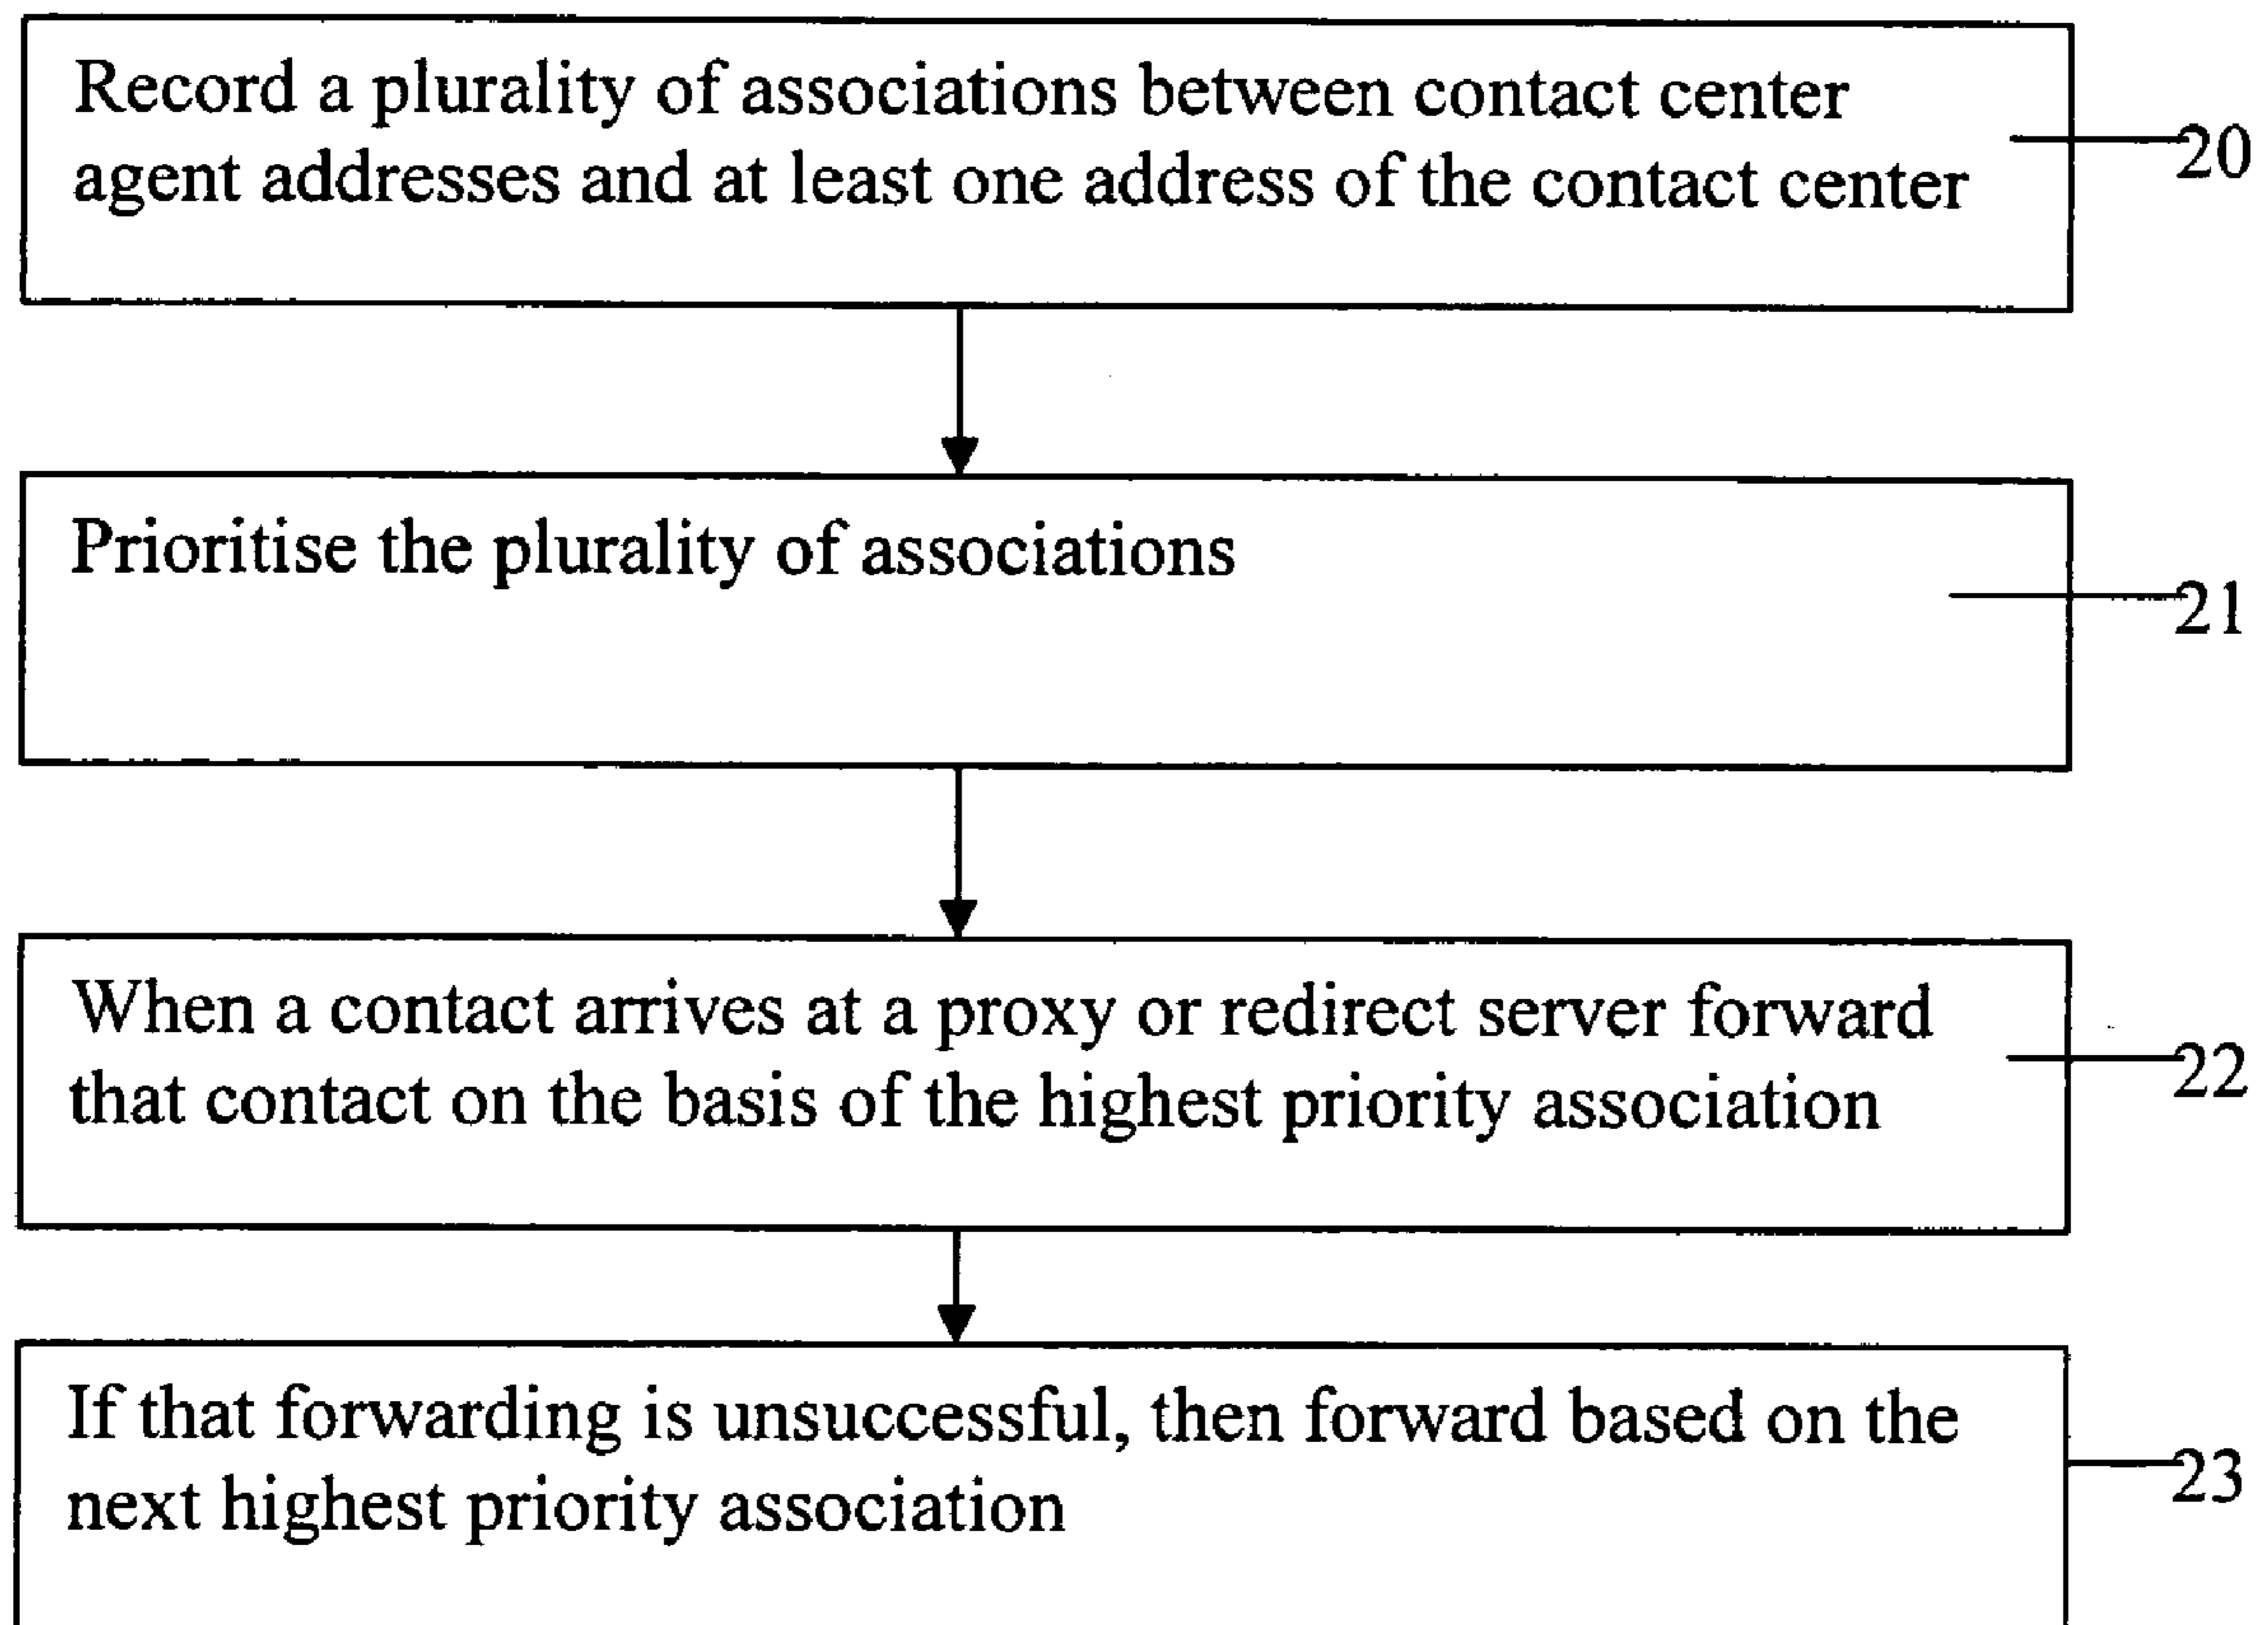 Record a plurality of associations between contact center
agent addresses and at least one address of the contact center
20
Prioritise the plurality of associations
21
When a contact arrives at a proxy or redirect server forward
that contact on the basis of the highest priority association
22
If that forwarding is unsuccessful, then forward based on the
next highest priority association
23